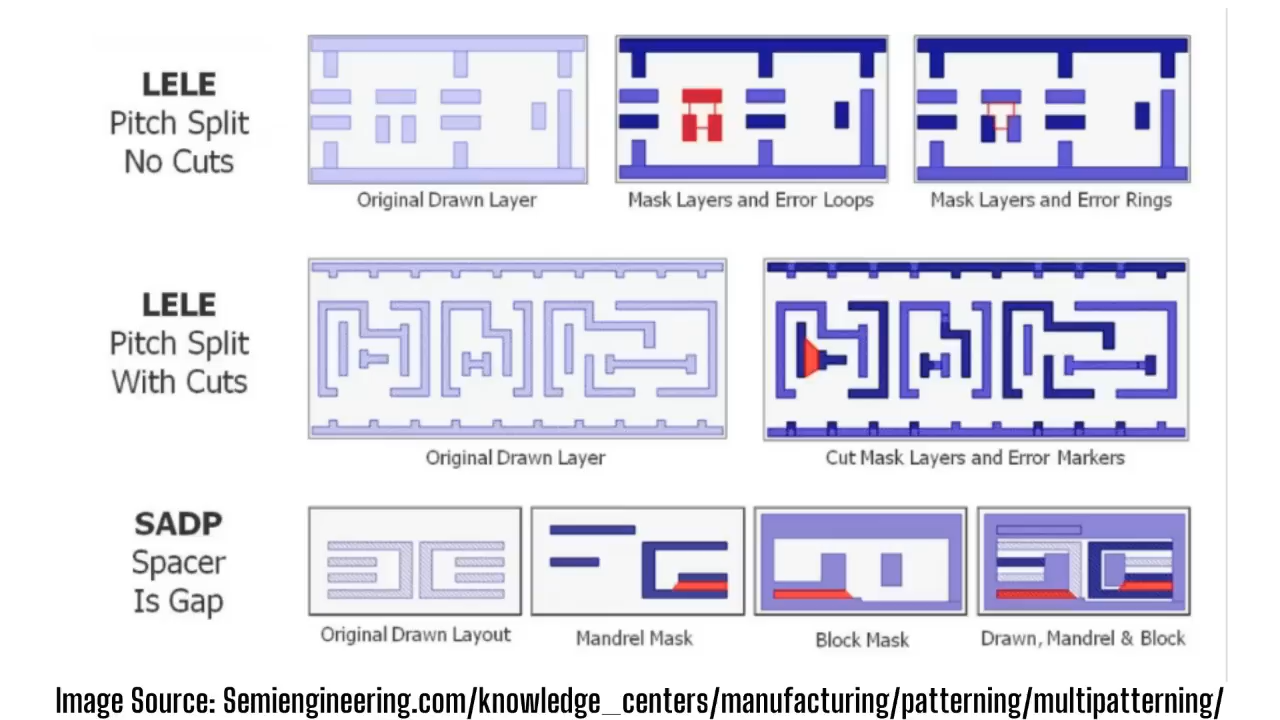 LELE
Pitch Split
No Cuts
Original Drawn Layer
Mask Layers and Error Loops
Mask Layers and Error Rings
LELE
Pitch Split
With Cuts
Original Drawn Layer
Cut Mask Layers and Error Markers
SADP
Spacer
Is Gap
Original Drawn Layout
Mandrel Mask
Block Mask
Drawn, Mandrel & Block
Image Source: Semiengineering.com/knowledge_centers/manufacturing/patterning/multipatterning/